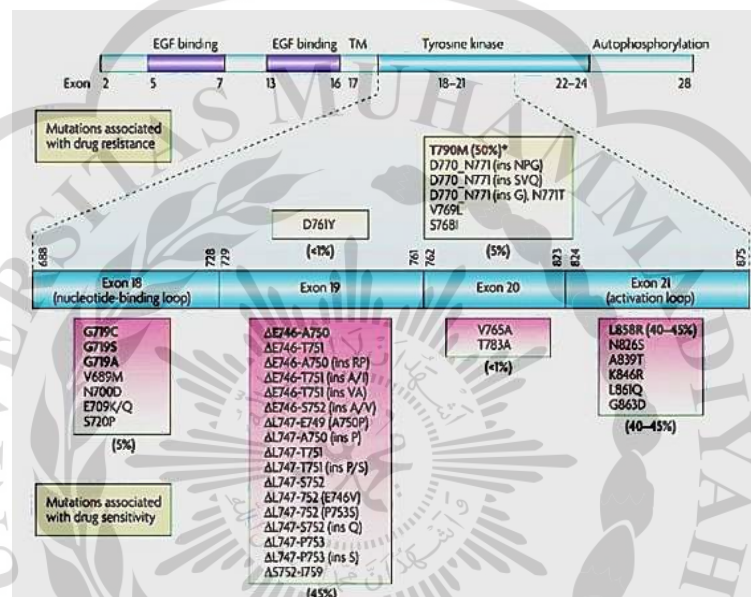 EGF binding EGF binding TM Tyrosine kinase Autophosphorylation
Exon 2 5 7 13 16 17 18–21 22–24 28
Mutations associated
with drug resistance
T790M (50%)*
D770_N771 (ins NPG)
D770_N771 (ins SVQ)
D770_N771 (ins G), N771T
V769L
S768I
(5%)
D761Y
(<1%)
688 728 729 761 762 823 824 875
Exon 18
(nucleotide-binding loop)
Exon 19
Exon 20
Exon 21
(activation loop)
G719C
G719S
G719A
V689M
N700D
E709K/Q
S720P
(5%)
ΔE746-A750
ΔE746-T751
ΔE746-A750 (ins RP)
ΔE746-T751 (ins A/I)
ΔE746-T751 (ins VA)
ΔE746-S752 (ins A/V)
ΔL747-E749 (A750P)
ΔL747-A750 (ins P)
ΔL747-T751
ΔL747-T751 (ins P/S)
ΔL747-S752
ΔL747-752 (E746V)
ΔL747-752 (P753S)
ΔL747-S752 (ins Q)
ΔL747-P753
ΔL747-P753 (ins S)
ΔS752-I759
(45%)
V765A
T783A
(<1%)
L858R (40–45%)
N826S
A839T
K846R
L861Q
G863D
(40–45%)
Mutations associated
with drug sensitivity
MUHAMM